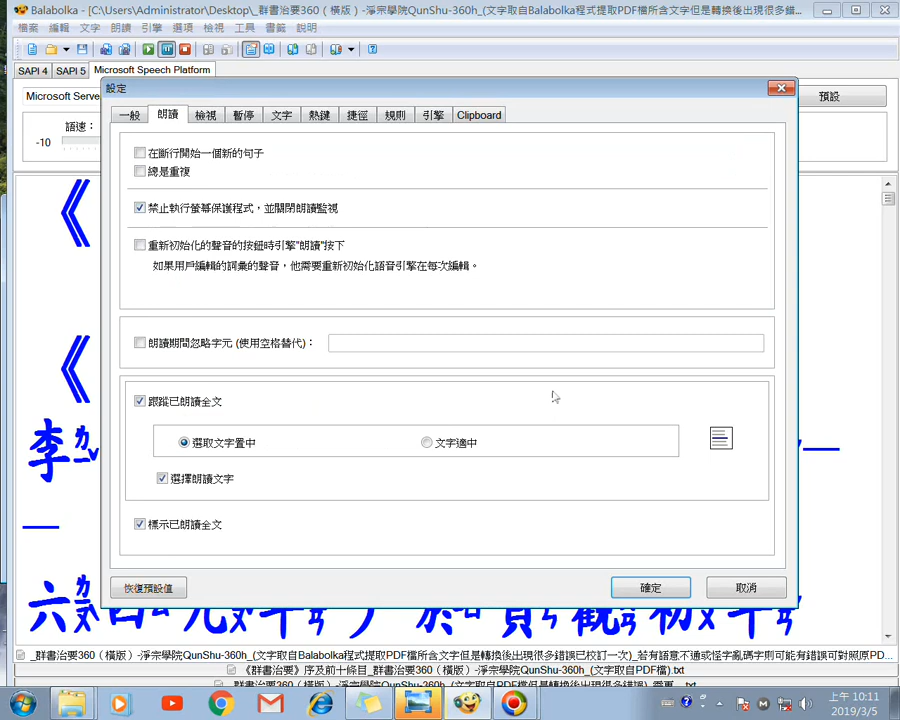 Balabolka - [C:\Users\Administrator\Desktop\_群書治要360（橫版）-淨宗學院QunShu-360h_(文字取自Balabolka程式提取PDF檔所含文字但是轉換後出現很多錯...
檔案 編輯 文字 朗讀 引擎 選項 檢視 工具 書籤 說明
SAPI 4 SAPI 5 Microsoft Speech Platform
設定
Microsoft Serve
預設
一般 朗讀 檢視 暫停 文字 熱鍵 捷徑 規則 引擎 Clipboard
語速：
-10
在斷行開始一個新的句子
總是重複
禁止執行螢幕保護程式，並關閉朗讀監視
重新初始化的聲音的按鈕時引擎"朗讀"按下
如果用戶編輯的詞彙的聲音，他需要重新初始化語音引擎在每次編輯。
朗讀期間忽略字元 (使用空格替代)：
跟蹤已朗讀全文
選取文字置中 文字適中
選擇朗讀文字
標示已朗讀全文
恢復預設值 確定 取消
《
《
李
一
六
_群書治要360（橫版）-淨宗學院QunShu-360h_(文字取自Balabolka程式提取PDF檔所含文字但是轉換後出現很多錯誤已校訂一次)_若有語意不通或怪字亂碼字則可能有錯誤可對照原PD...
《群書治要》序及前十條目_群書治要360（橫版）-淨宗學院QunShu-360h_(文字取自PDF檔).txt
上午 10:11
2019/3/5